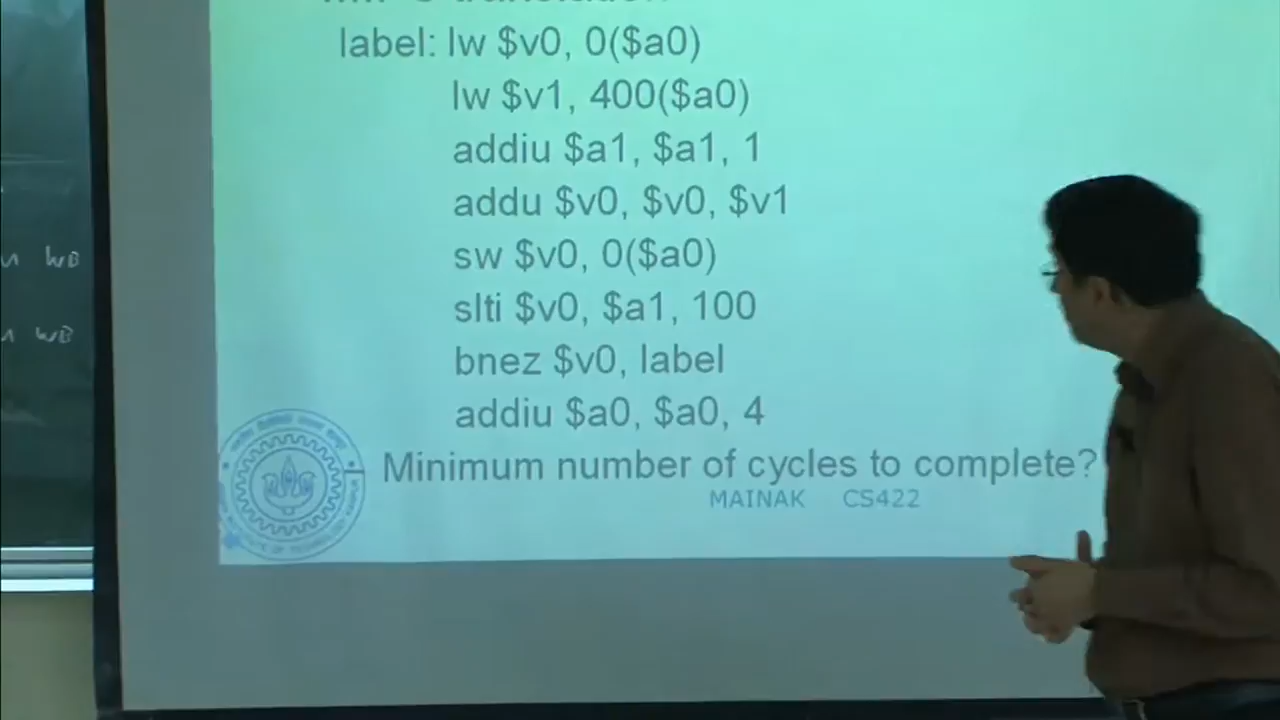 label: lw $v0, 0($a0)
lw $v1, 400($a0)
addiu $a1, $a1, 1
addu $v0, $v0, $v1
sw $v0, 0($a0)
slti $v0, $a1, 100
bnez $v0, label
addiu $a0, $a0, 4
Minimum number of cycles to complete?
MAINAK CS422
WB
WB